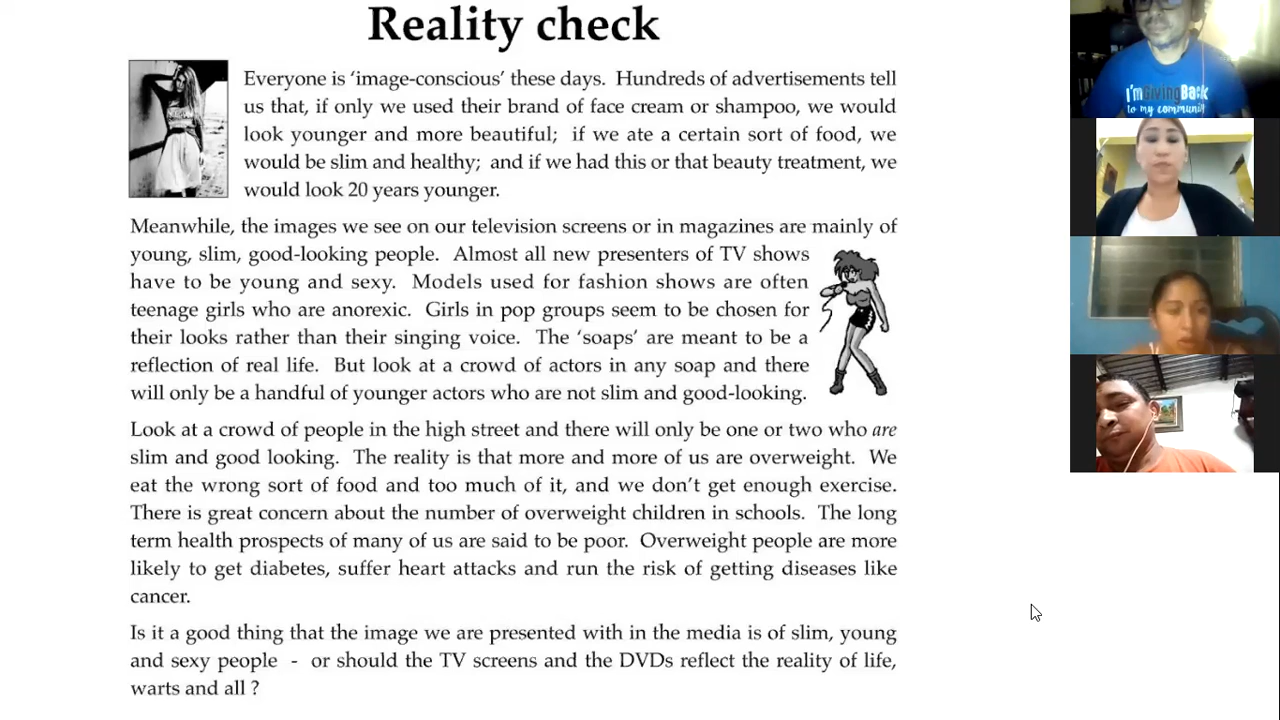 Reality check
Everyone is ‘image-conscious’ these days. Hundreds of advertisements tell
us that, if only we used their brand of face cream or shampoo, we would
look younger and more beautiful; if we ate a certain sort of food, we
would be slim and healthy; and if we had this or that beauty treatment, we
would look 20 years younger.
Meanwhile, the images we see on our television screens or in magazines are mainly of
young, slim, good-looking people. Almost all new presenters of TV shows
have to be young and sexy. Models used for fashion shows are often
teenage girls who are anorexic. Girls in pop groups seem to be chosen for
their looks rather than their singing voice. The ‘soaps’ are meant to be a
reflection of real life. But look at a crowd of actors in any soap and there
will only be a handful of younger actors who are not slim and good-looking.
Look at a crowd of people in the high street and there will only be one or two who are
slim and good looking. The reality is that more and more of us are overweight. We
eat the wrong sort of food and too much of it, and we don’t get enough exercise.
There is great concern about the number of overweight children in schools. The long
term health prospects of many of us are said to be poor. Overweight people are more
likely to get diabetes, suffer heart attacks and run the risk of getting diseases like
cancer.
Is it a good thing that the image we are presented with in the media is of slim, young
and sexy people - or should the TV screens and the DVDs reflect the reality of life,
warts and all ?
I'mGivingBack
to my community